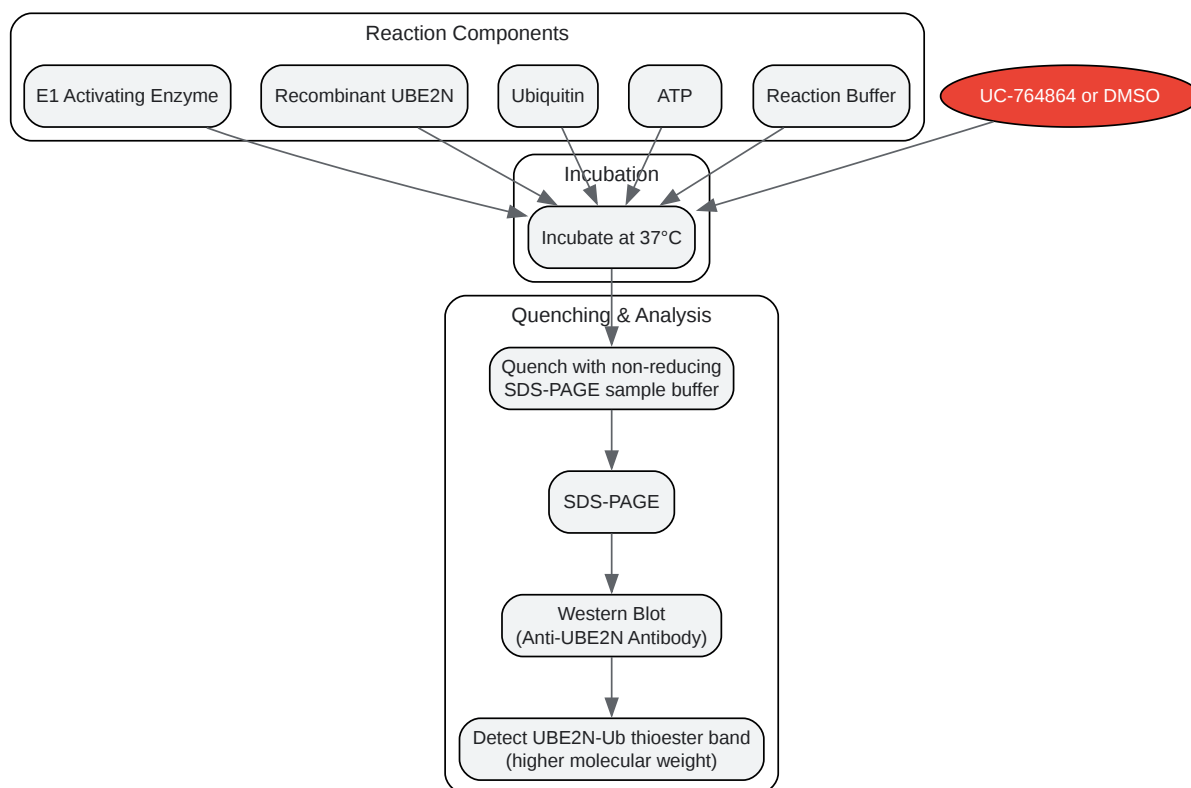 Reaction Components
E1 Activating Enzyme
Recombinant UBE2N
Ubiquitin
ATP
Reaction Buffer
UC-764864 or DMSO
Incubation
Incubate at 37°C
Quenching & Analysis
Quench with non-reducing
SDS-PAGE sample buffer
SDS-PAGE
Western Blot
(Anti-UBE2N Antibody)
Detect UBE2N-Ub thioester band
(higher molecular weight)